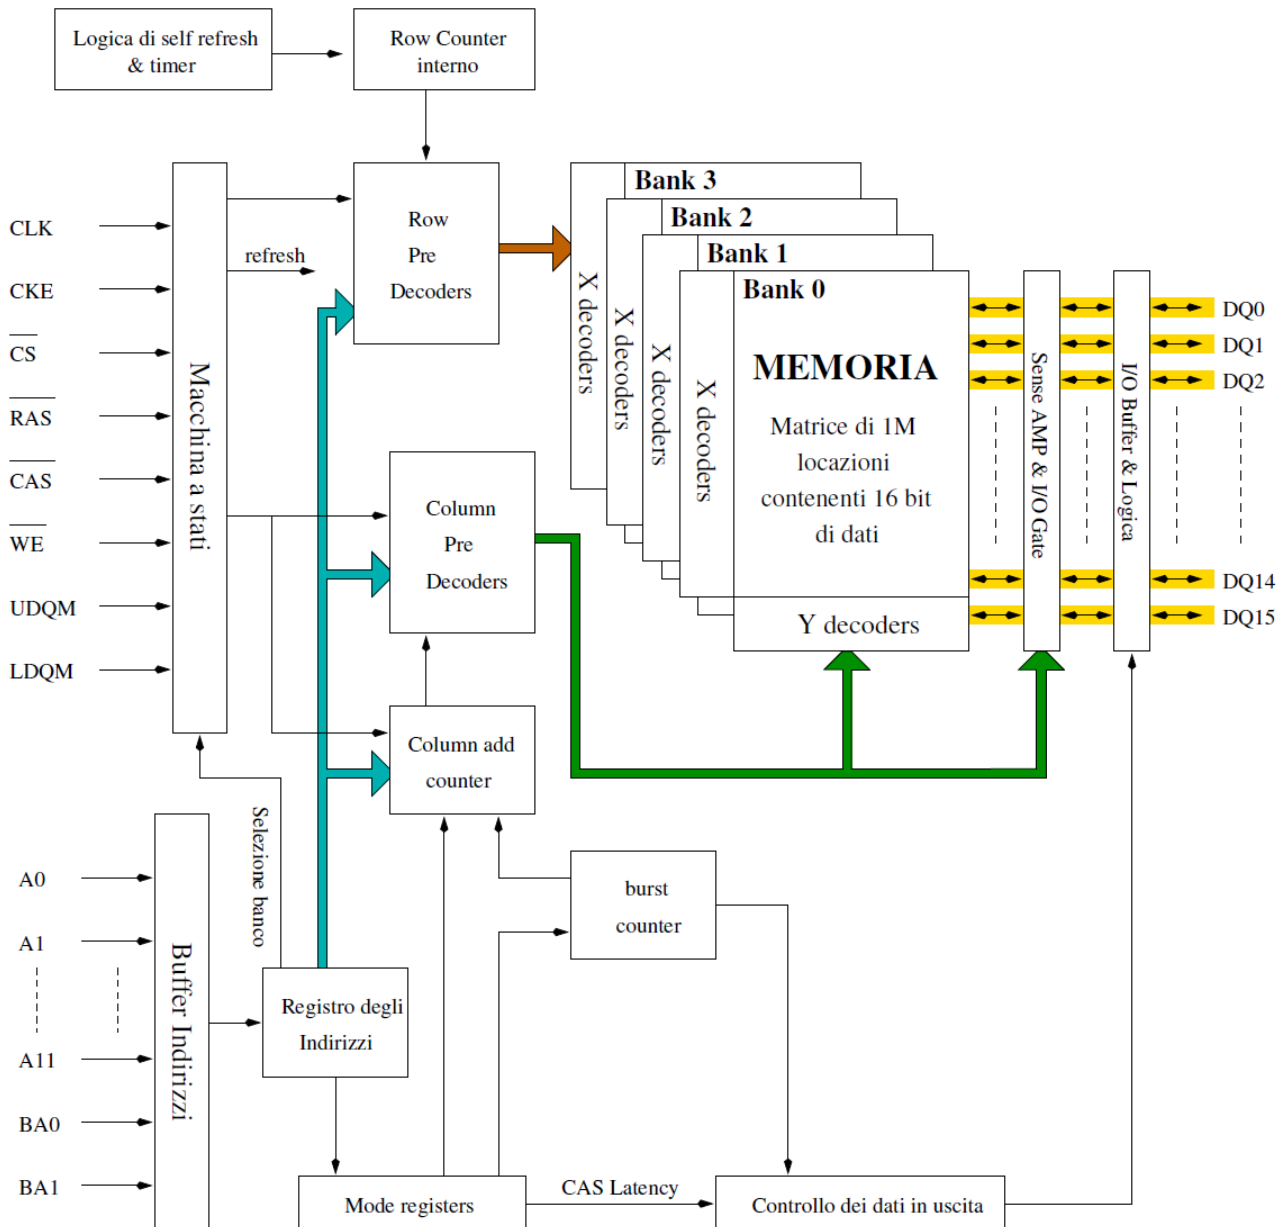 Logica di self refresh
& timer
Row Counter
interno
CLK
CKE
CS
RAS
CAS
WE
UDQM
LDQM
Macchina a stati
refresh
Row
Pre
Decoders
Column
Pre
Decoders
Column add
counter
X decoders
Bank 3
X decoders
Bank 2
X decoders
Bank 1
X decoders
Bank 0
MEMORIA
Matrice di 1M
locazioni
contenenti 16 bit
di dati
Y decoders
Sense AMP & I/O Gate
I/O Buffer & Logica
DQ0
DQ1
DQ2
DQ14
DQ15
Selezione banco
A0
A1
A11
BA0
BA1
Buffer Indirizzi
Registro degli
Indirizzi
burst
counter
Mode registers
CAS Latency
Controllo dei dati in uscita